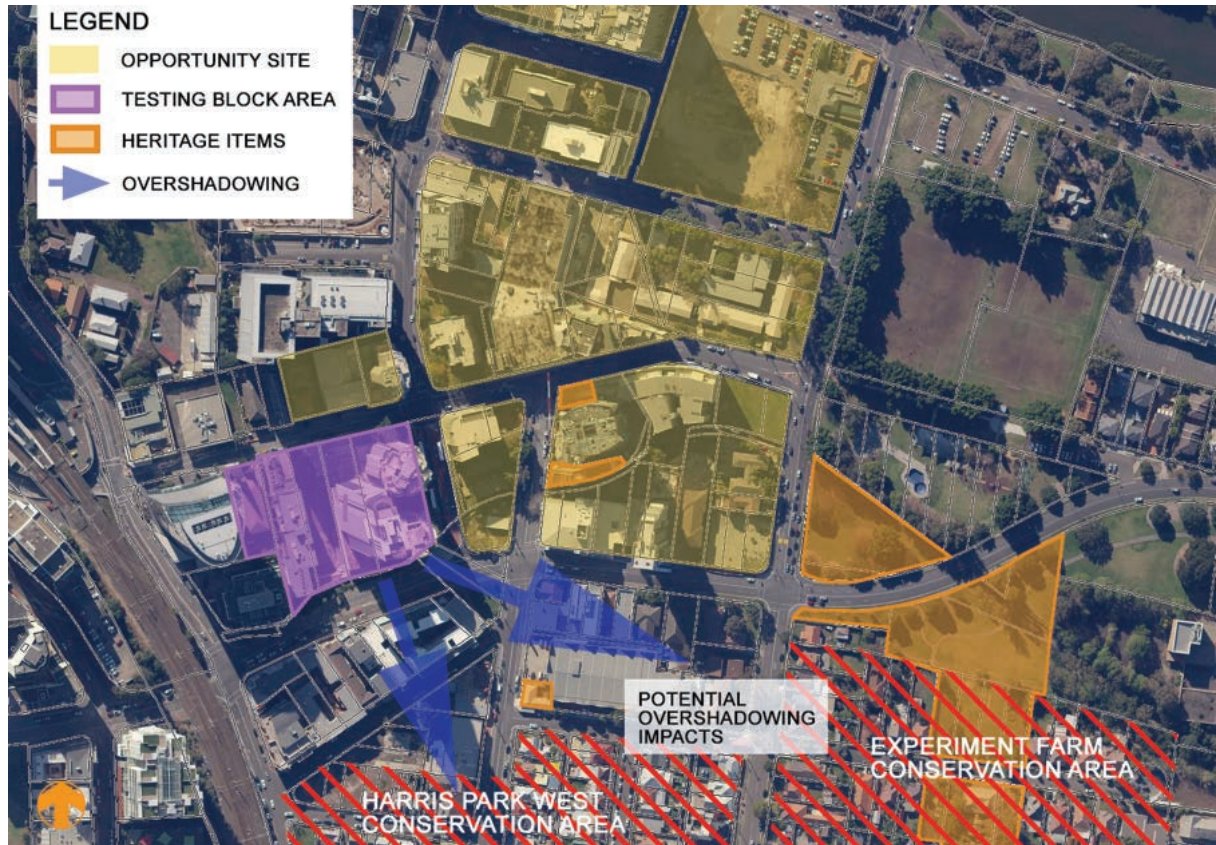 LEGEND
OPPORTUNITY SITE
TESTING BLOCK AREA
HERITAGE ITEMS
OVERSHADOWING
POTENTIAL
OVERSHADOWING
IMPACTS
EXPERIMENT FARM
CONSERVATION AREA
HARRIS PARK WEST
CONSERVATION AREA